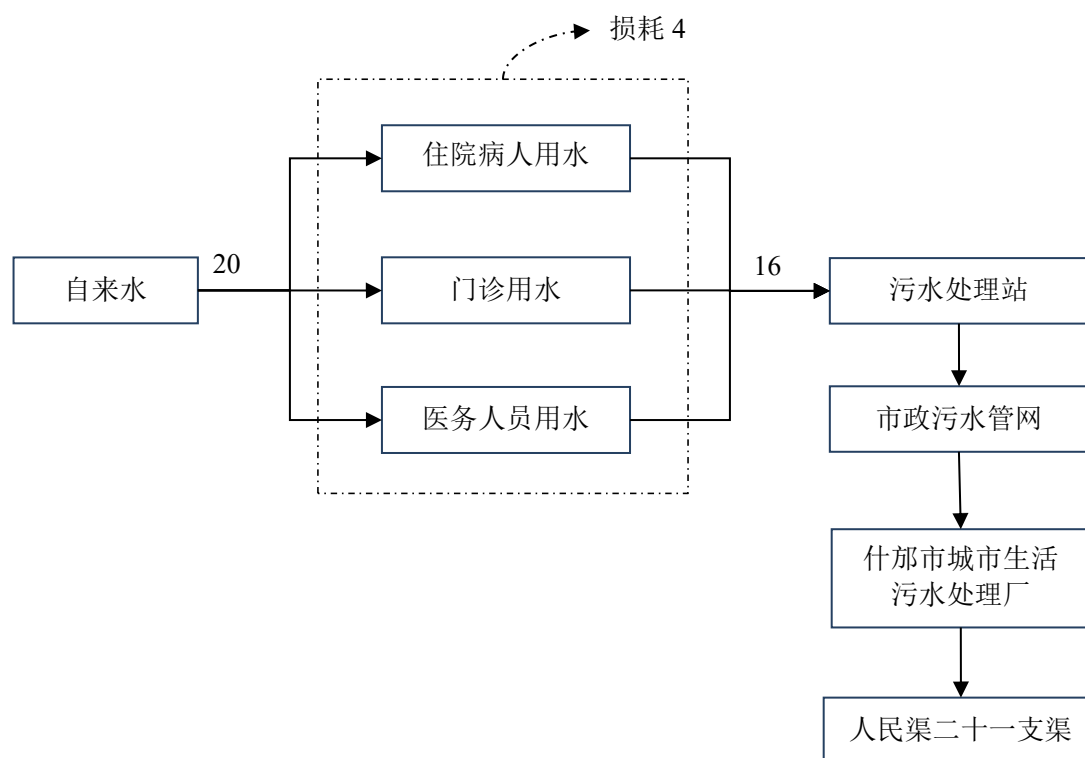 损耗 4
住院病人用水
自来水
20
门诊用水
16
污水处理站
医务人员用水
市政污水管网
什邡市城市生活
污水处理厂
人民渠二十一支渠